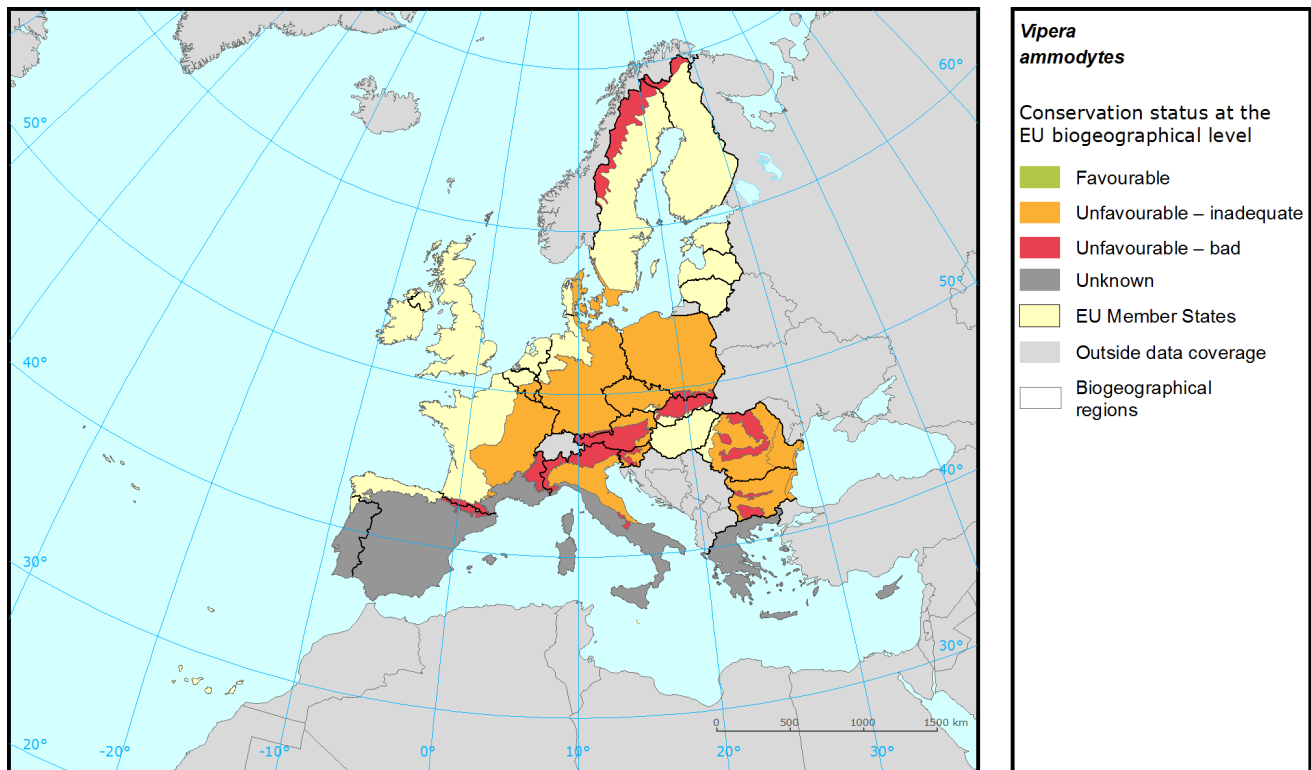 Vipera
ammodytes
Conservation status at the
EU biogeographical level
Favourable
Unfavourable – inadequate
Unfavourable – bad
Unknown
EU Member States
Outside data coverage
Biogeographical
regions
60°
50°
50°
40°
40°
30°
30°
0 500 1000 1500 km
20° -20° -10° 0° 10° 20° 30°